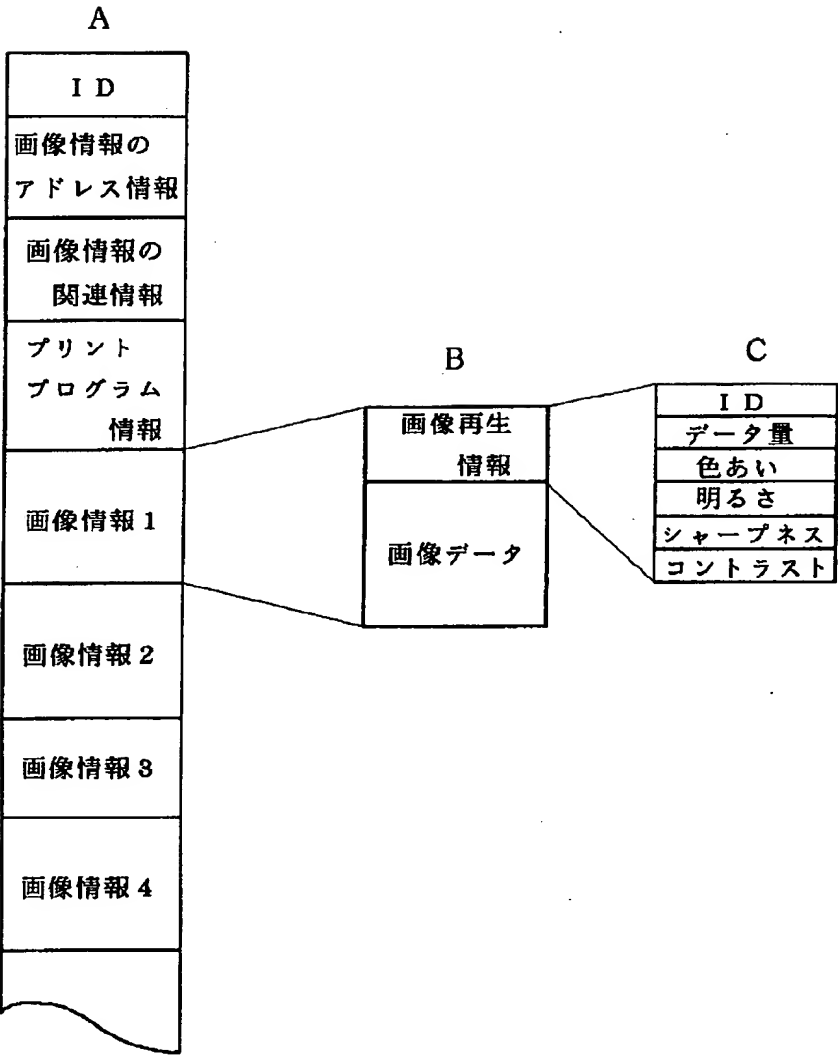 A
ID
画像情報の
アドレス情報
画像情報の
関連情報
プリント
プログラム
情報
画像情報1
画像情報2
画像情報3
画像情報4
B
画像再生
情報
画像データ
C
ID
データ量
色あい
明るさ
シャープネス
コントラスト